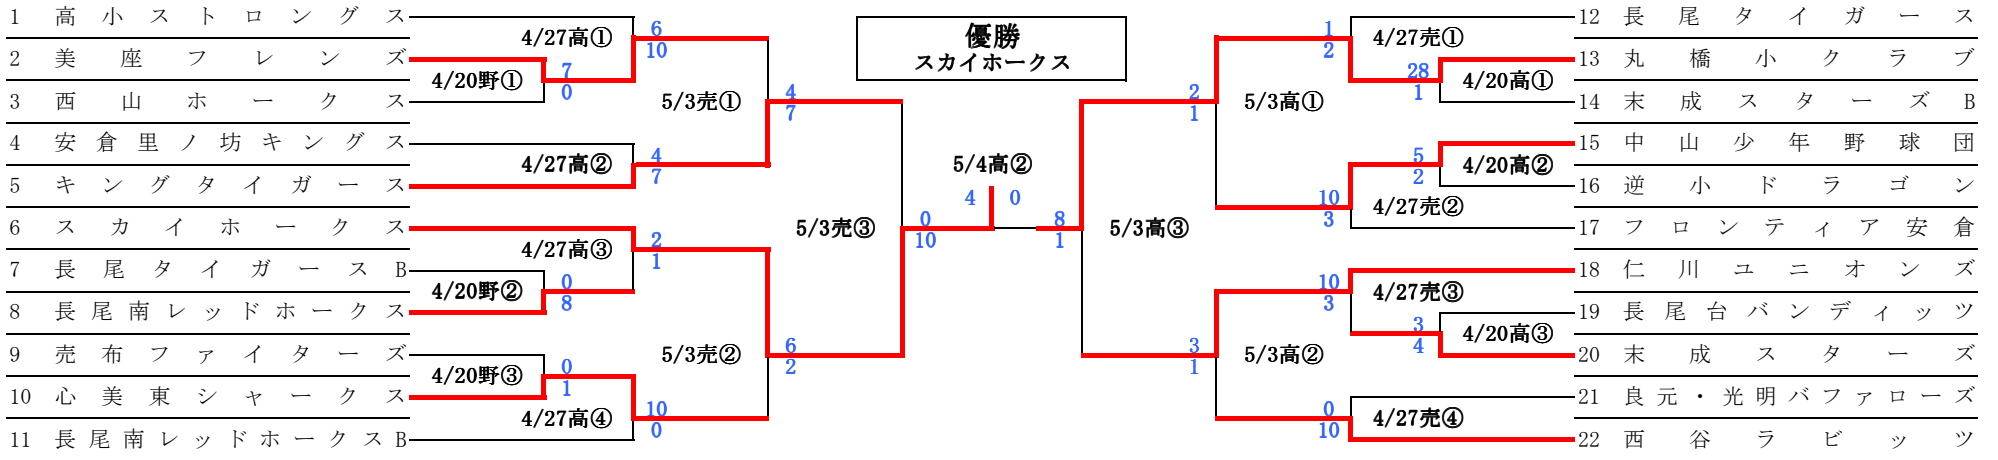 1 高小ストロングス
2 美座フレンズ
3 西山ホークス
4 安倉里ノ坊キングス
5 キングタイガース
6 スカイホークス
7 長尾タイガースB
8 長尾南レッドホークス
9 売布ファイターズ
10 心美東シャークス
11 長尾南レッドホークスB
4/20野①
7
0
4/20野②
0
8
4/20野③
0
1
4/27高①
6
10
4/27高②
4
7
4/27高③
2
1
4/27高④
10
0
5/3売①
4
7
5/3売②
6
2
5/3売③
0
10
優勝
スカイホークス
5/4高②
4 0
5/3高③
8
1
5/3高①
2
1
5/3高②
3
1
4/27売①
1
2
4/27売②
10
3
4/27売③
10
3
4/27売④
0
10
4/20高①
28
1
4/20高②
5
2
4/20高③
3
4
12 長尾タイガース
13 丸橋小クラブ
14 末成スターズB
15 中山少年野球団
16 逆小ドラゴン
17 フロンティア安倉
18 仁川ユニオンズ
19 長尾台バンディッツ
20 末成スターズ
21 良元・光明バファローズ
22 西谷ラビッツ